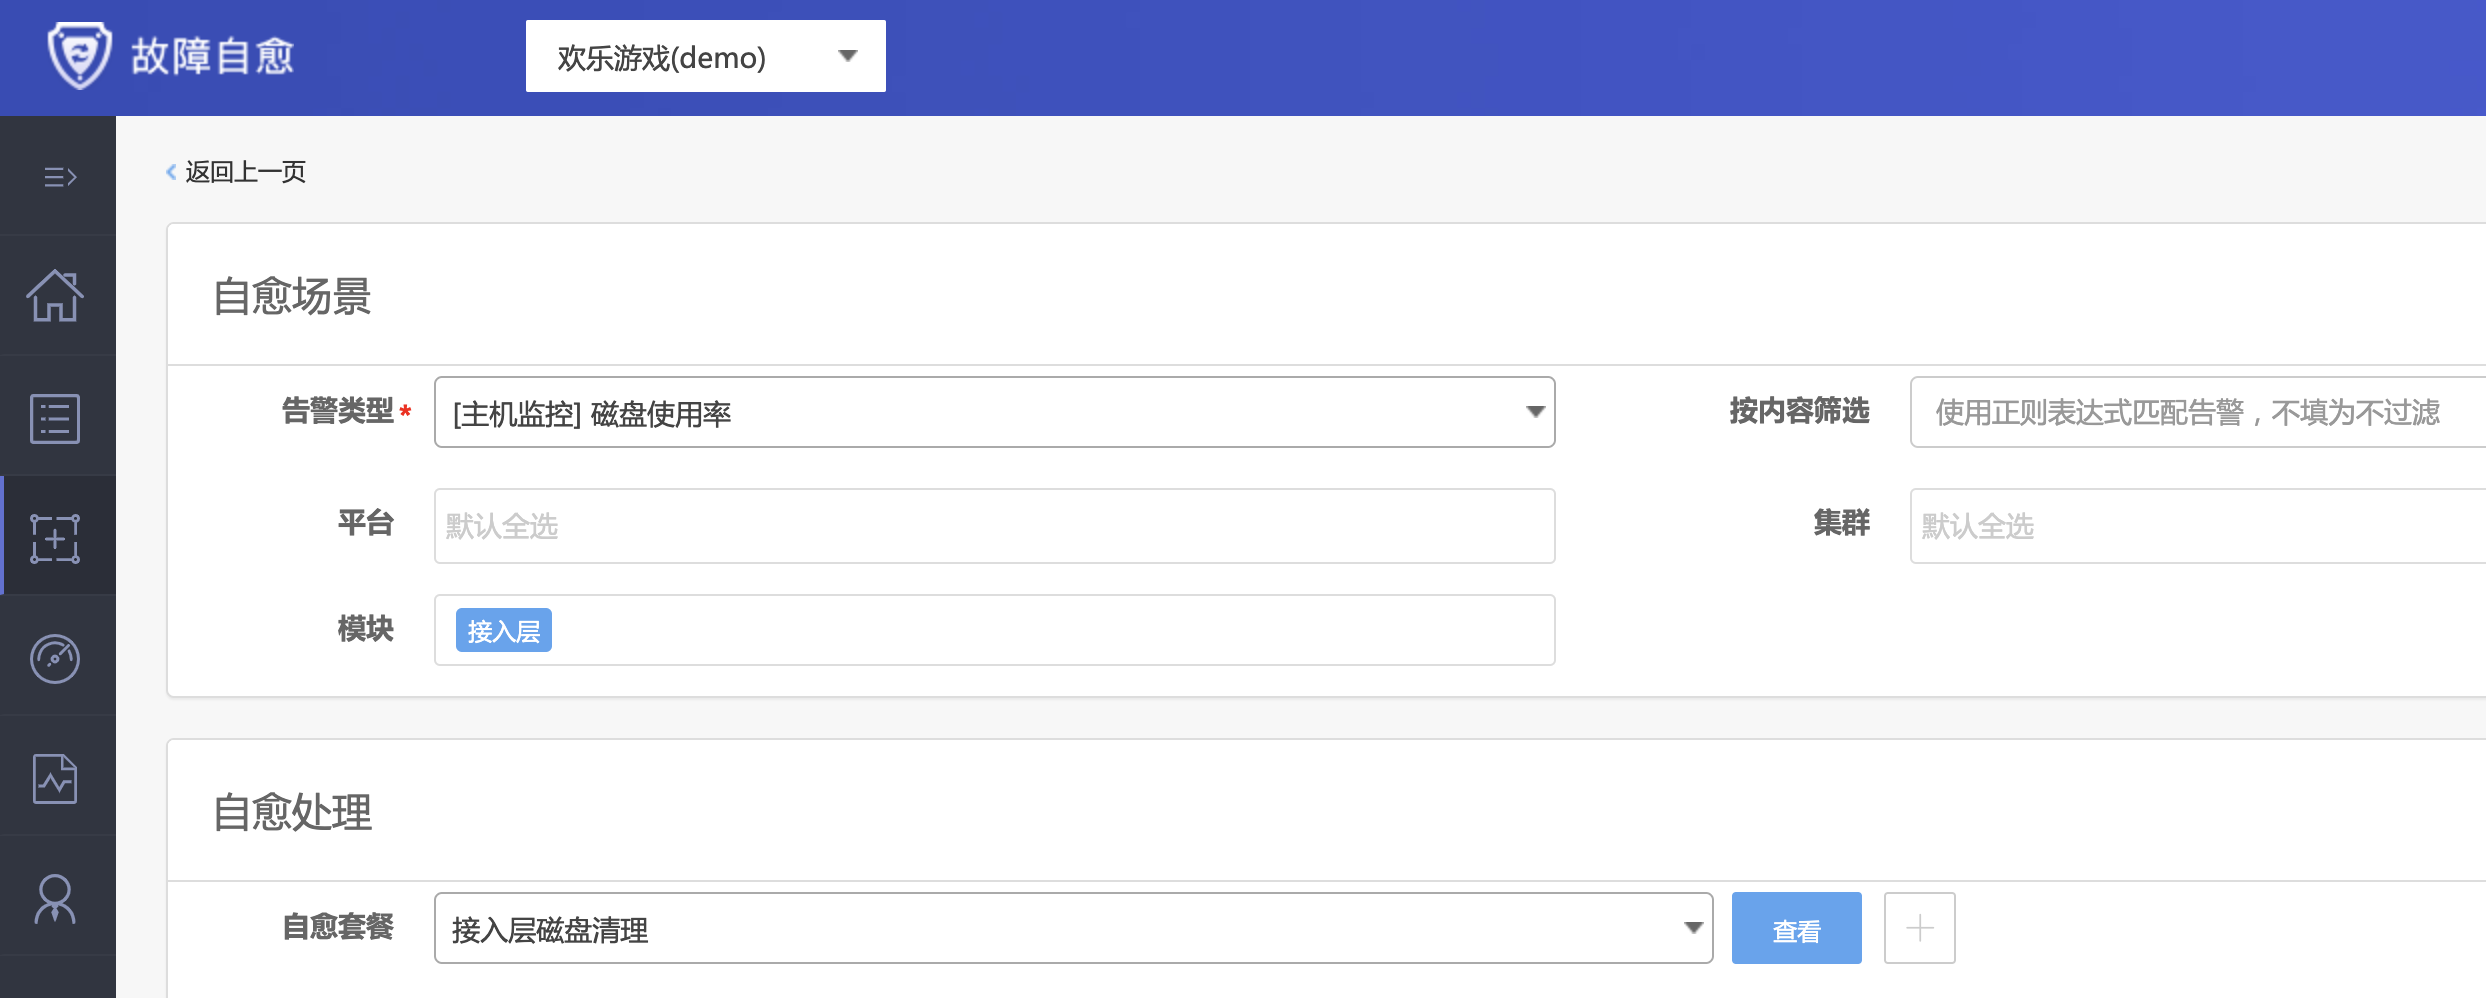 故障自愈
欢乐游戏(demo)
返回上一页
自愈场景
告警类型* [主机监控] 磁盘使用率 按内容筛选 使用正则表达式匹配告警，不填为不过滤
平台 默认全选 集群 默认全选
模块 接入层
自愈处理
自愈套餐 接入层磁盘清理 查看